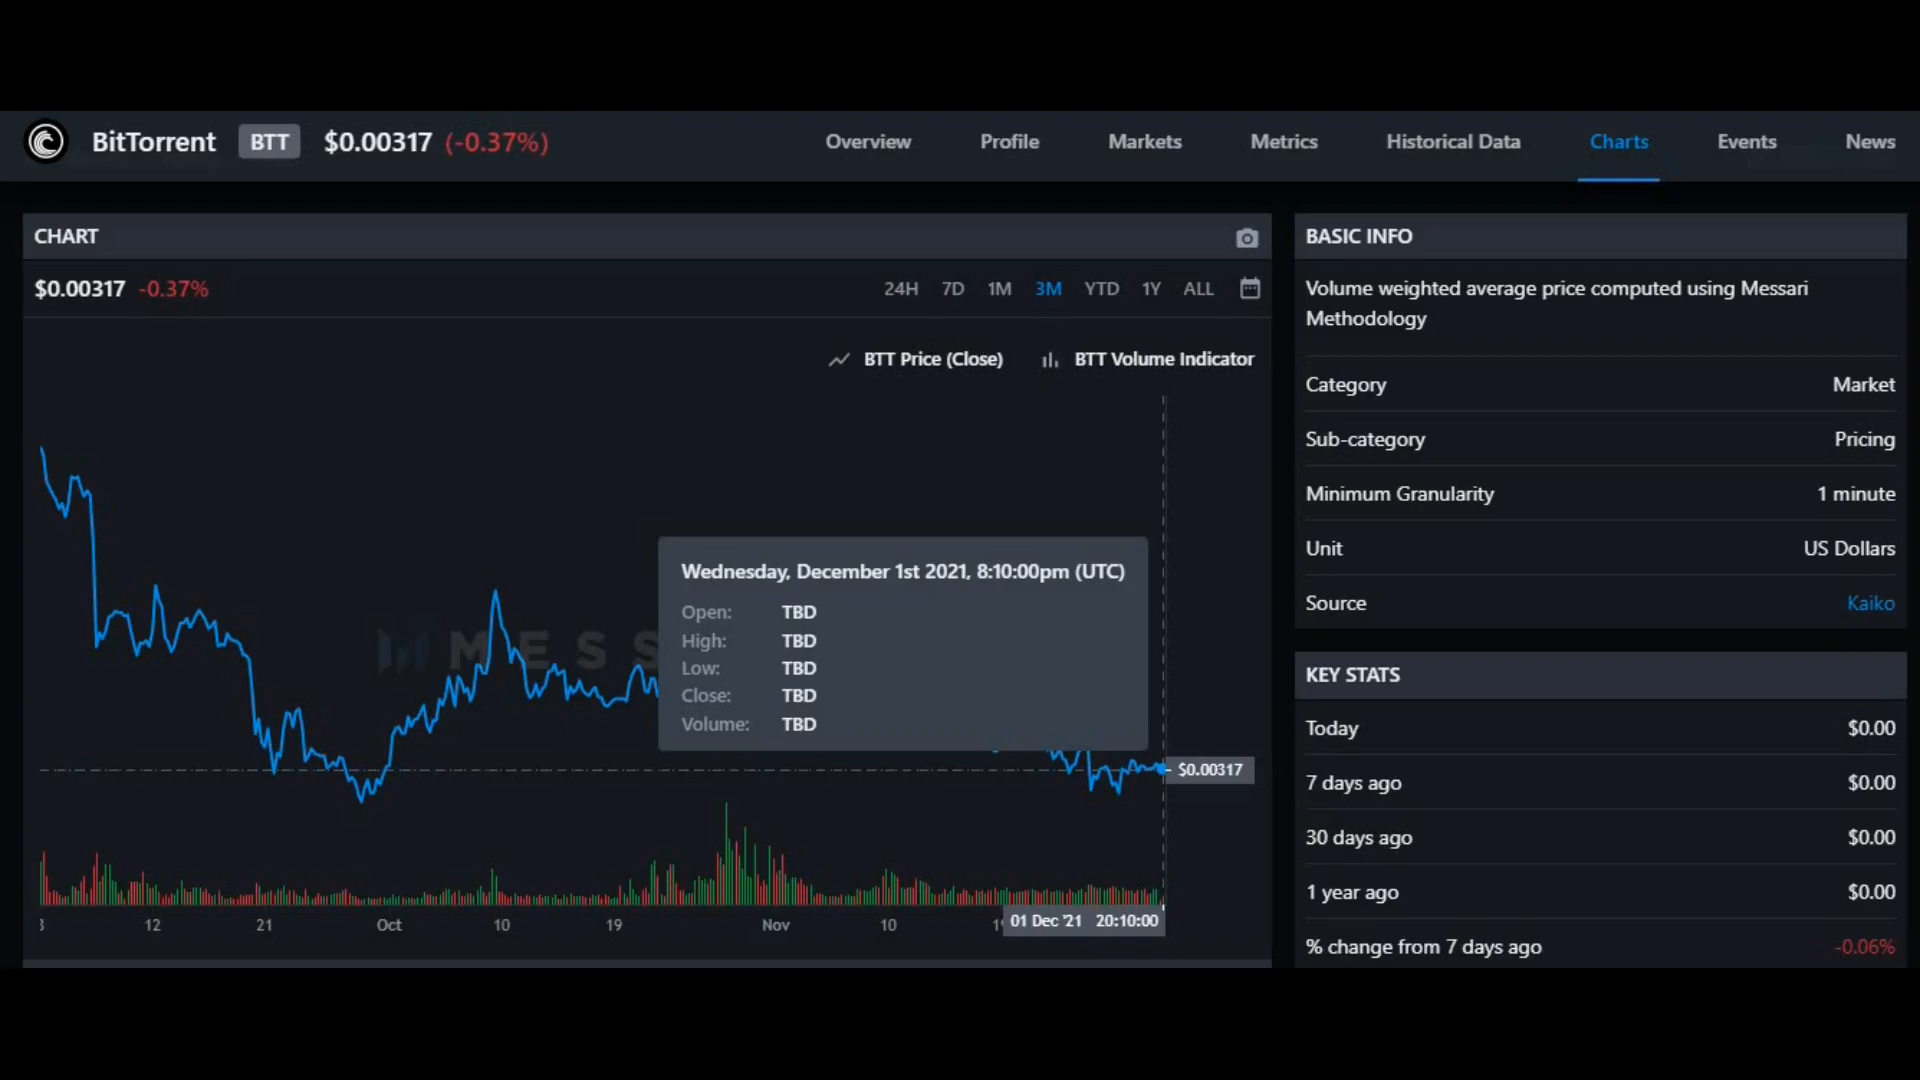 BitTorrent BTT $0.00317 (-0.37%) Overview Profile Markets Metrics Historical Data Charts Events News
CHART
$0.00317 -0.37% 24H 7D 1M 3M YTD 1Y ALL
BTT Price (Close) BTT Volume Indicator
MESS
Wednesday, December 1st 2021, 8:10:00pm (UTC)
Open: TBD
High: TBD
Low: TBD
Close: TBD
Volume: TBD
$0.00317
12 21 Oct 10 19 Nov 10 01 Dec '21 20:10:00
BASIC INFO
Volume weighted average price computed using Messari
Methodology
Category Market
Sub-category Pricing
Minimum Granularity 1 minute
Unit US Dollars
Source Kaiko
KEY STATS
Today $0.00
7 days ago $0.00
30 days ago $0.00
1 year ago $0.00
% change from 7 days ago -0.06%